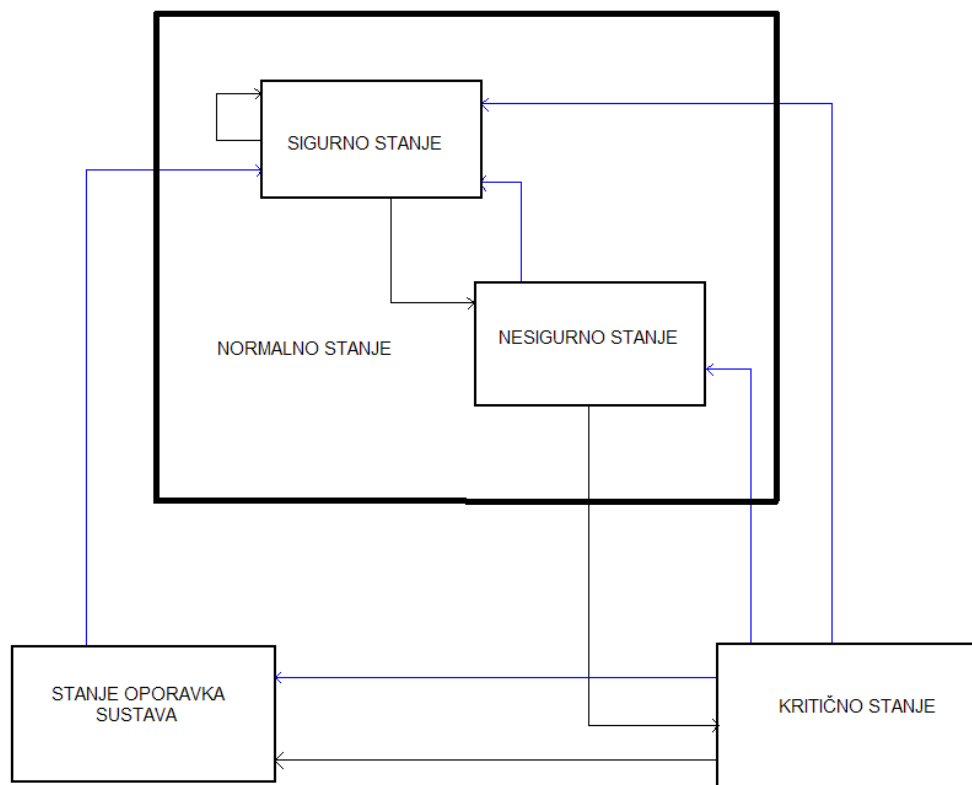 SIGURNO STANJE
NESIGURNO STANJE
NORMALNO STANJE
STANJE OPORAVKA
SUSTAVA
KRITIČNO STANJE